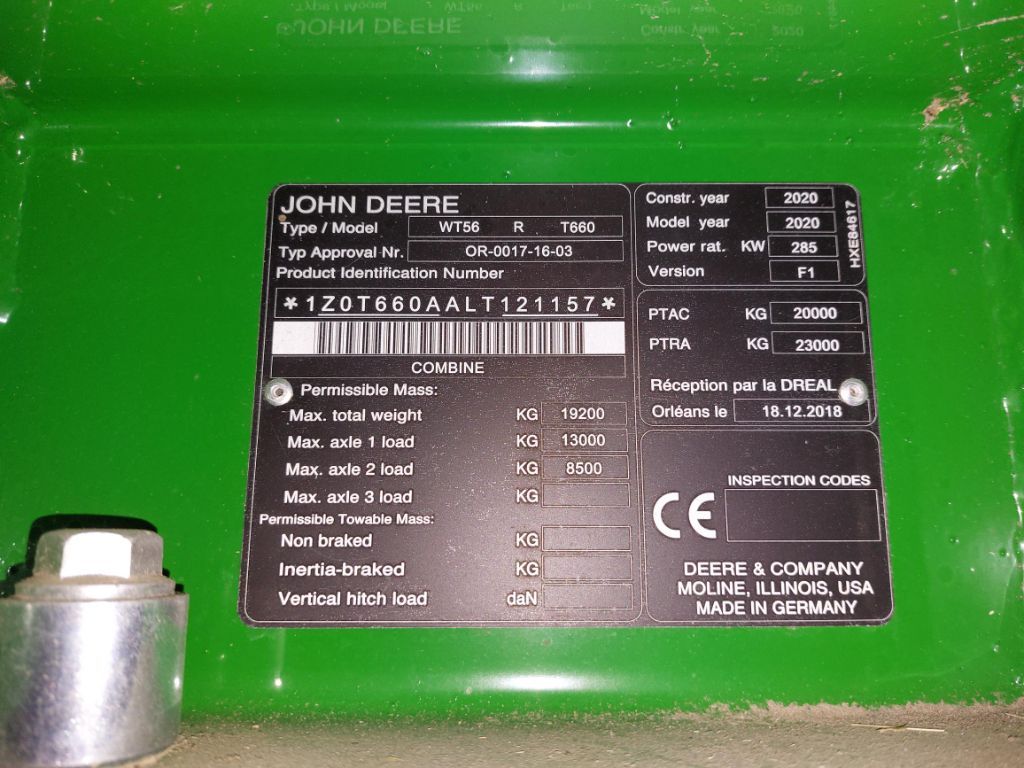 JOHN DEERE
Type / Model WT56 R T660
Typ Approval Nr. OR-0017-16-03
Product Identification Number
*1Z0T660AALT121157*
COMBINE
Permissible Mass:
Max. total weight KG 19200
Max. axle 1 load KG 13000
Max. axle 2 load KG 8500
Max. axle 3 load KG
Permissible Towable Mass:
Non braked KG
Inertia-braked KG
Vertical hitch load daN
Constr. year 2020
Model year 2020
Power rat. KW 285
Version F1
HXE84617
PTAC KG 20000
PTRA KG 23000
Réception par la DREAL
Orléans le 18.12.2018
INSPECTION CODES
CE
DEERE & COMPANY
MOLINE, ILLINOIS, USA
MADE IN GERMANY